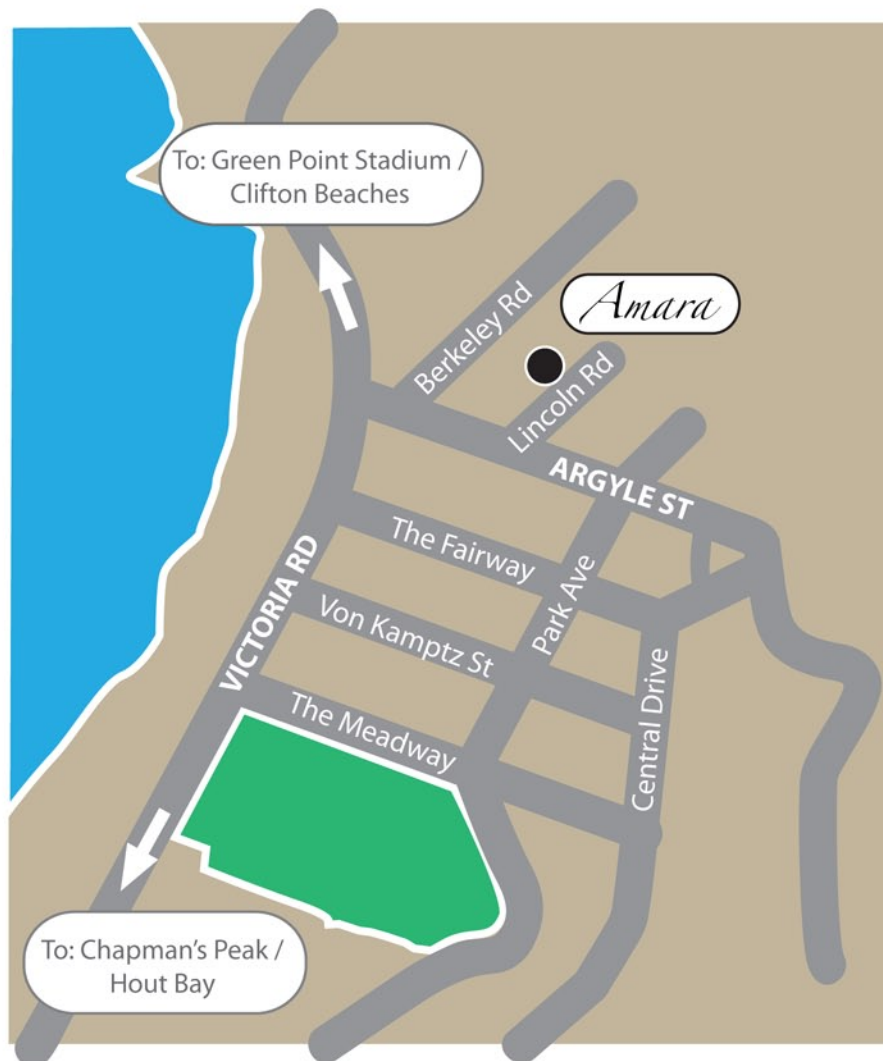 To: Green Point Stadium /
Clifton Beaches
Amara
Berkeley Rd
Lincoln Rd
ARGYLE ST
The Fairway
Park Ave
VICTORIA RD
Von Kamptz St
The Meadway
Central Drive
To: Chapman's Peak /
Hout Bay